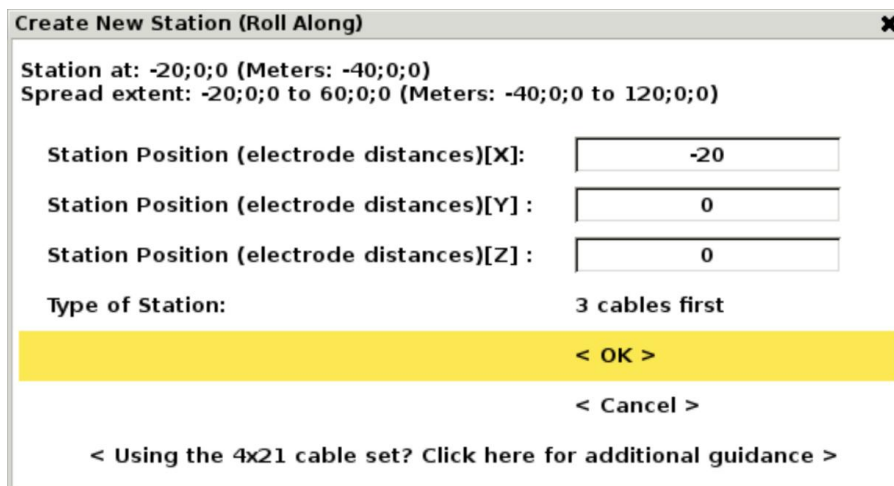 Create New Station (Roll Along)
Station at: -20;0;0 (Meters: -40;0;0)
Spread extent: -20;0;0 to 60;0;0 (Meters: -40;0;0 to 120;0;0)
Station Position (electrode distances)[X]: -20
Station Position (electrode distances)[Y] : 0
Station Position (electrode distances)[Z] : 0
Type of Station: 3 cables first
< OK >
< Cancel >
< Using the 4x21 cable set? Click here for additional guidance >